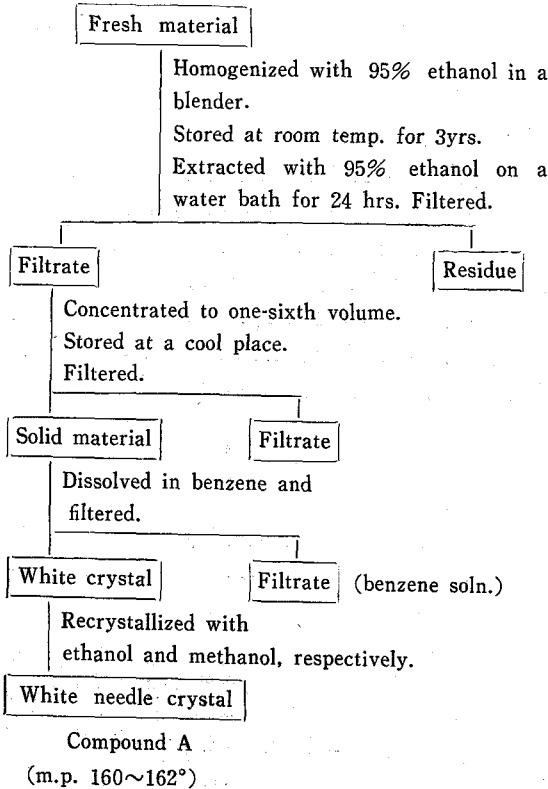 Fresh material
Homogenized with 95% ethanol in a
blender.
Stored at room temp. for 3yrs.
Extracted with 95% ethanol on a
water bath for 24 hrs. Filtered.
Filtrate
Residue
Concentrated to one-sixth volume.
Stored at a cool place.
Filtered.
Solid material
Filtrate
Dissolved in benzene and
filtered.
White crystal
Filtrate (benzene soln.)
Recrystallized with
ethanol and methanol, respectively.
White needle crystal
Compound A
(m.p. 160~162°)